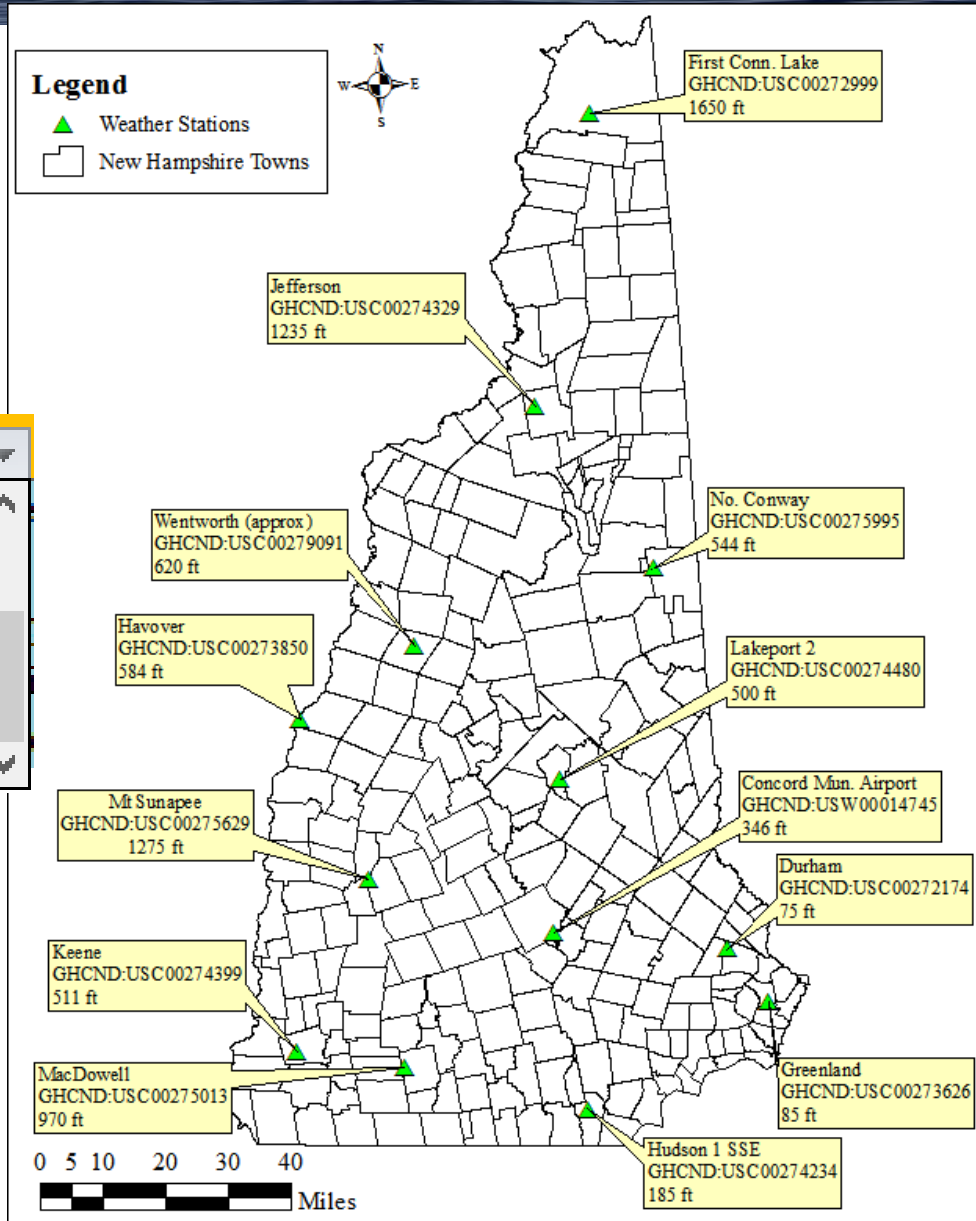 Legend
Weather Stations
New Hampshire Towns
N
W
E
S
First Conn. Lake
GHCND:USC00272999
1650 ft
Jefferson
GHCND:USC00274329
1235 ft
No. Conway
GHCND:USC00275995
544 ft
Wentworth (approx)
GHCND:USC00279091
620 ft
Havover
GHCND:USC00273850
584 ft
Lakeport 2
GHCND:USC00274480
500 ft
Concord Mun. Airport
GHCND:USW00014745
346 ft
Mt Sunapee
GHCND:USC00275629
1275 ft
Durham
GHCND:USC00272174
75 ft
Keene
GHCND:USC00274399
511 ft
MacDowell
GHCND:USC00275013
970 ft
Greenland
GHCND:USC00273626
85 ft
Hudson 1 SSE
GHCND:USC00274234
185 ft
0 5 10 20 30 40
Miles